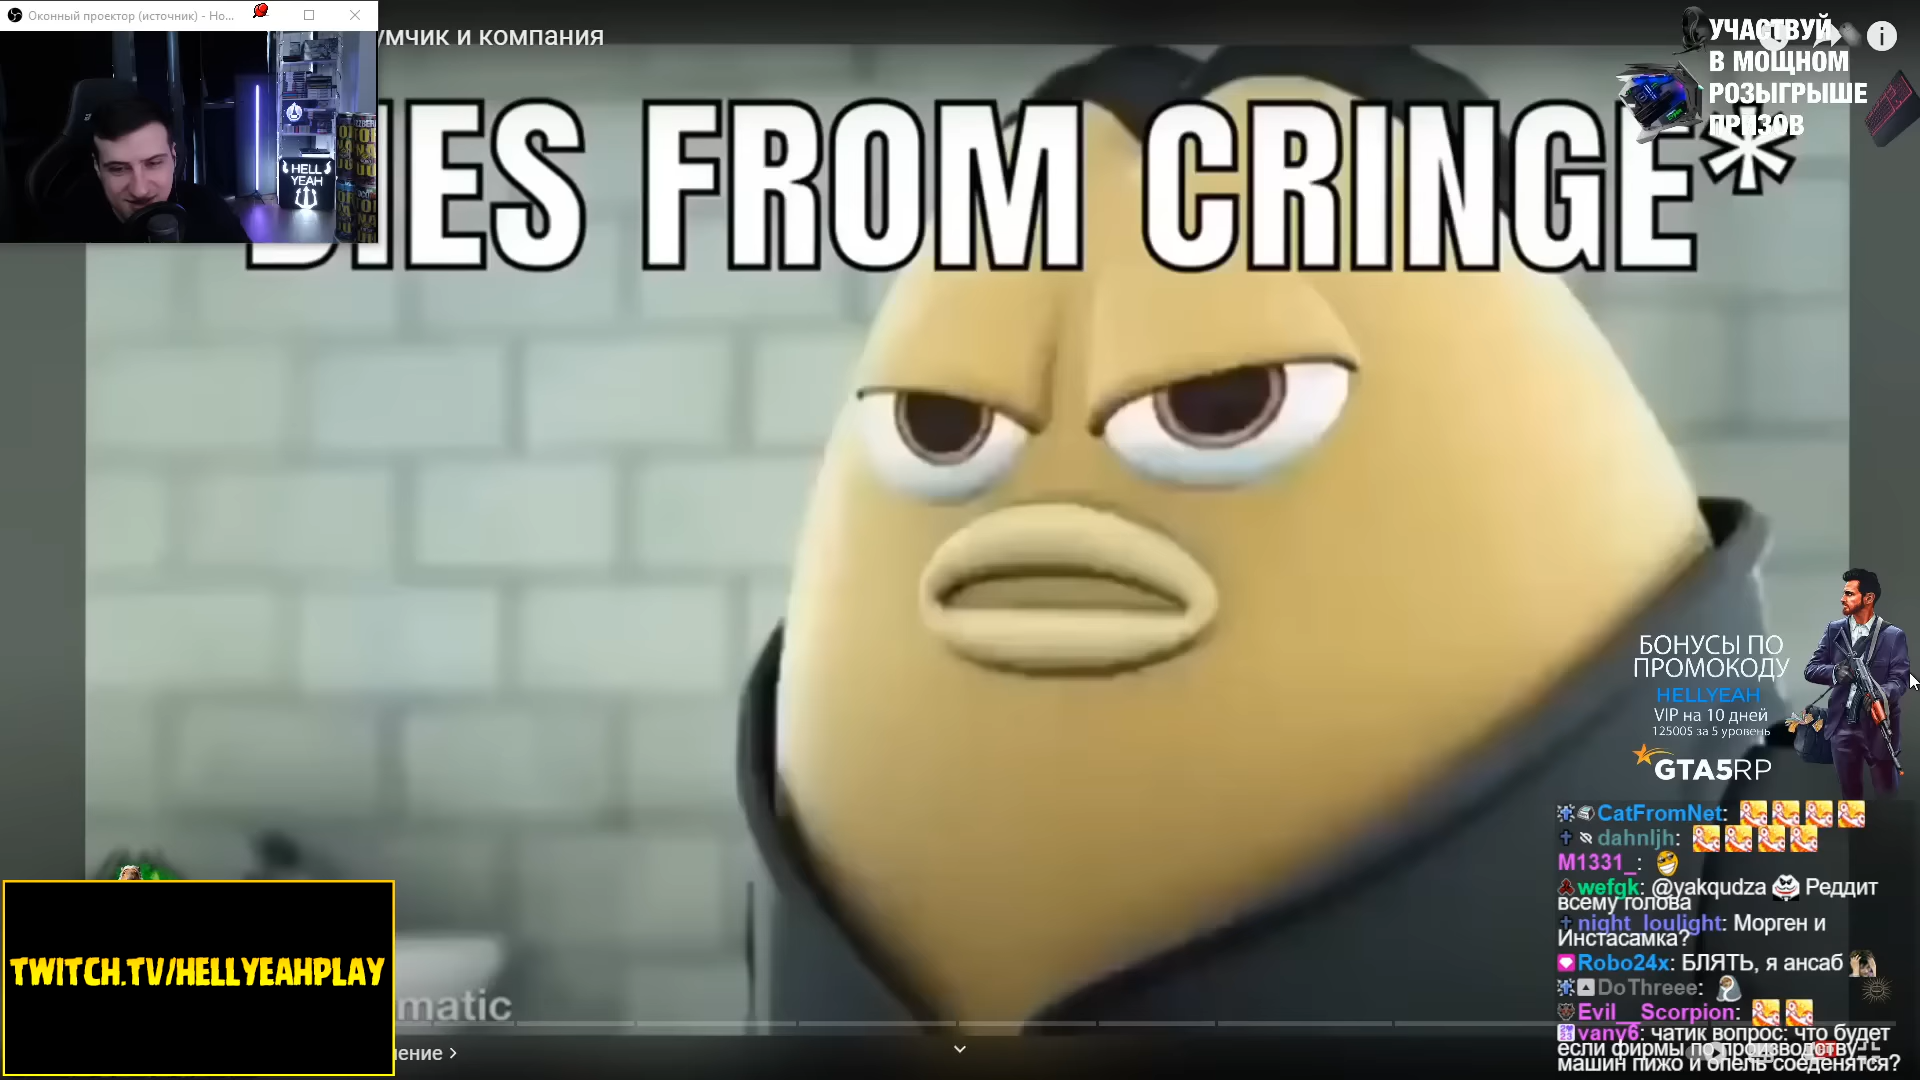 Оконный проектор (источник) - Но...
умчик и компания
DIES FROM CRINGE*
УЧАСТВУЙ
В МОЩНОМ
РОЗЫГРЫШЕ
ПРИЗОВ
HELL
YEAH
БОНУСЫ ПО
ПРОМОКОДУ
HELLYEAH
VIP на 10 дней
12500$ за 5 уровень
GTA5RP
CatFromNet:
dahnljh:
M1331_:
wefgk: @yakqudza Реддит
всему голова
night_loulight: Морген и
Инстасамка?
Robo24x: БЛЯТЬ, я ансаб
DoThreee:
Evil__Scorpion:
vany6: чатик вопрос: что будет
если фирмы по производству
машин пижо и опель соеденятся?
TWITCH.TV/HELLYEAHPLAY
matic
ение